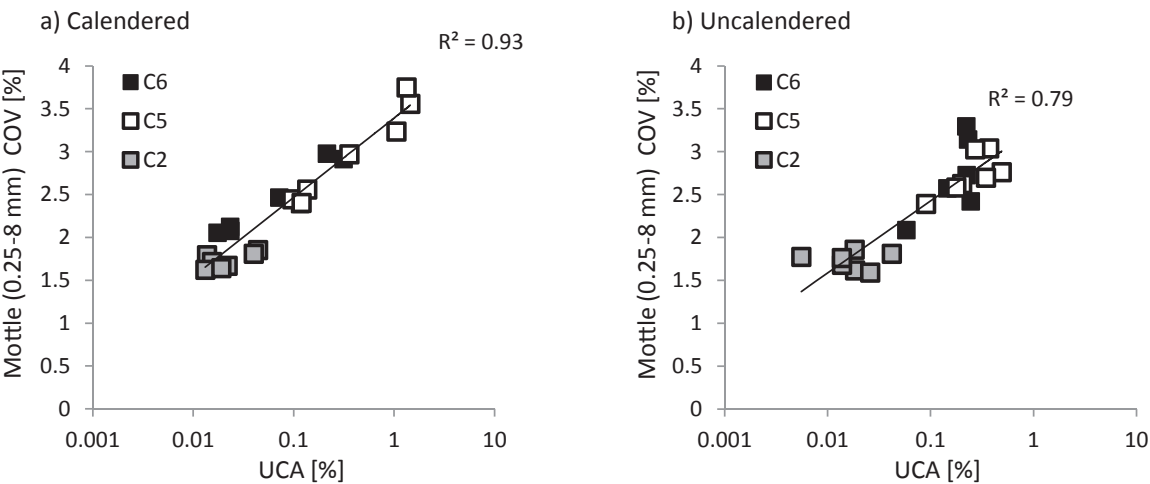 a) Calendered
R² = 0.93
Mottle (0.25-8 mm) COV [%]
4
3.5
3
2.5
2
1.5
1
0.5
0
C6
C5
C2
0.001
0.01
0.1
1
10
UCA [%]
b) Uncalendered
R² = 0.79
Mottle (0.25-8 mm) COV [%]
4
3.5
3
2.5
2
1.5
1
0.5
0
C6
C5
C2
0.001
0.01
0.1
1
10
UCA [%]